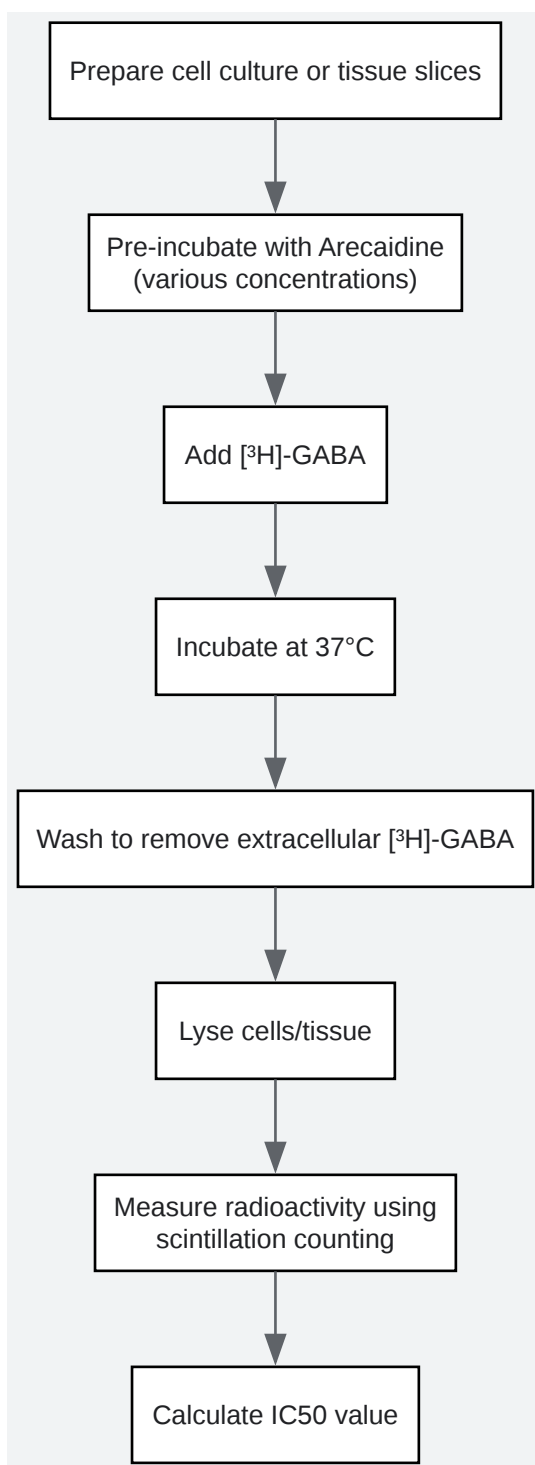 Prepare cell culture or tissue slices
Pre-incubate with Arecaidine
(various concentrations)
Add [³H]-GABA
Incubate at 37°C
Wash to remove extracellular [³H]-GABA
Lyse cells/tissue
Measure radioactivity using
scintillation counting
Calculate IC50 value